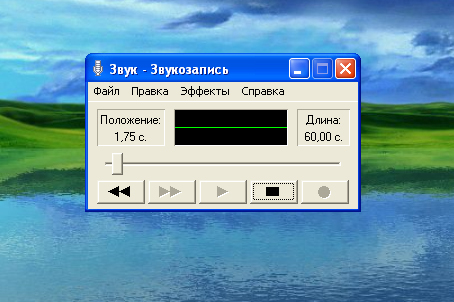 Звук - Звукозапись
Файл Правка Эффекты Справка
Положение: Длина:
1,75 с. 60,00 с.